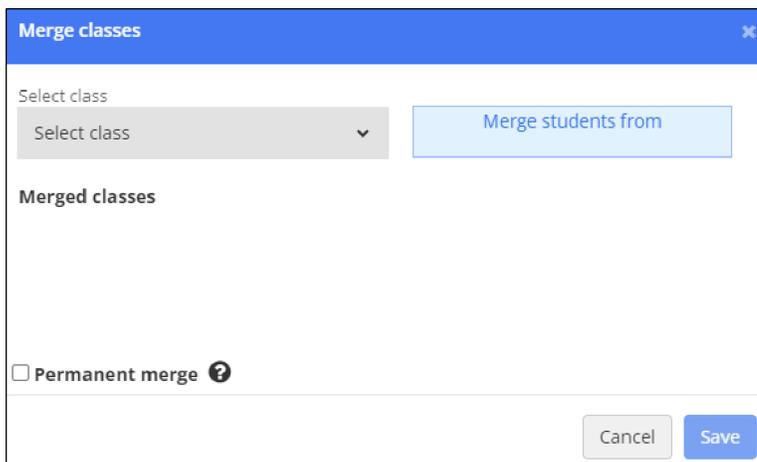 Merge classes
Select class
Select class
Merge students from
Merged classes
Permanent merge
Cancel
Save